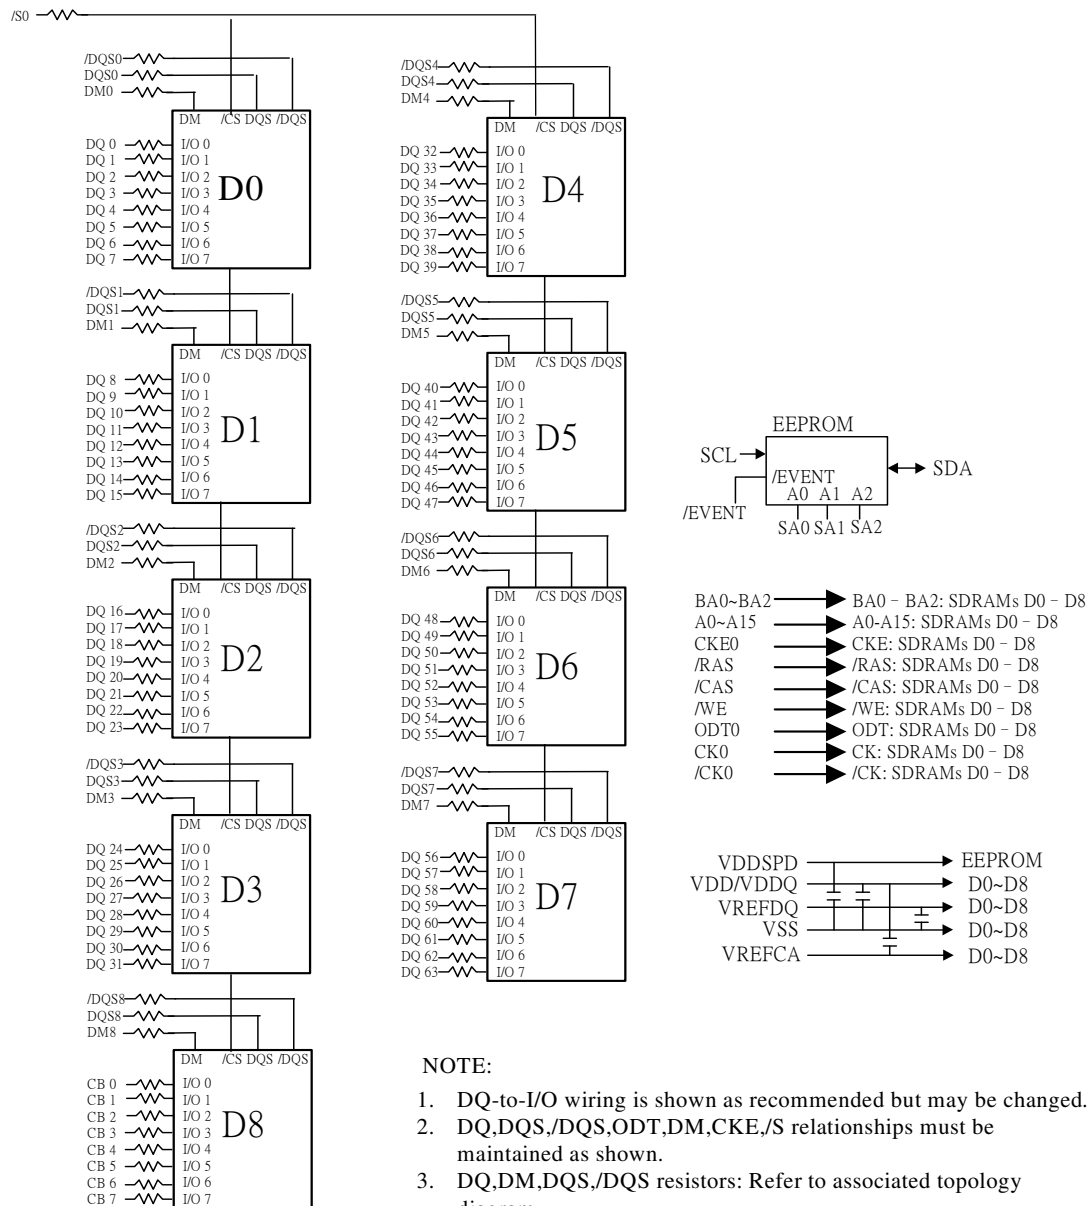 /S0
/DQS0
DQS0
DM0
DM /CS DQS /DQS
DQ 0 I/O 0
DQ 1 I/O 1
DQ 2 I/O 2
DQ 3 I/O 3
DQ 4 I/O 4
DQ 5 I/O 5
DQ 6 I/O 6
DQ 7 I/O 7
D0
/DQS1
DQS1
DM1
DM /CS DQS /DQS
DQ 8 I/O 0
DQ 9 I/O 1
DQ 10 I/O 2
DQ 11 I/O 3
DQ 12 I/O 4
DQ 13 I/O 5
DQ 14 I/O 6
DQ 15 I/O 7
D1
/DQS2
DQS2
DM2
DM /CS DQS /DQS
DQ 16 I/O 0
DQ 17 I/O 1
DQ 18 I/O 2
DQ 19 I/O 3
DQ 20 I/O 4
DQ 21 I/O 5
DQ 22 I/O 6
DQ 23 I/O 7
D2
/DQS3
DQS3
DM3
DM /CS DQS /DQS
DQ 24 I/O 0
DQ 25 I/O 1
DQ 26 I/O 2
DQ 27 I/O 3
DQ 28 I/O 4
DQ 29 I/O 5
DQ 30 I/O 6
DQ 31 I/O 7
D3
/DQS8
DQS8
DM8
DM /CS DQS /DQS
CB 0 I/O 0
CB 1 I/O 1
CB 2 I/O 2
CB 3 I/O 3
CB 4 I/O 4
CB 5 I/O 5
CB 6 I/O 6
CB 7 I/O 7
D8
/DQS4
DQS4
DM4
DM /CS DQS /DQS
DQ 32 I/O 0
DQ 33 I/O 1
DQ 34 I/O 2
DQ 35 I/O 3
DQ 36 I/O 4
DQ 37 I/O 5
DQ 38 I/O 6
DQ 39 I/O 7
D4
/DQS5
DQS5
DM5
DM /CS DQS /DQS
DQ 40 I/O 0
DQ 41 I/O 1
DQ 42 I/O 2
DQ 43 I/O 3
DQ 44 I/O 4
DQ 45 I/O 5
DQ 46 I/O 6
DQ 47 I/O 7
D5
/DQS6
DQS6
DM6
DM /CS DQS /DQS
DQ 48 I/O 0
DQ 49 I/O 1
DQ 50 I/O 2
DQ 51 I/O 3
DQ 52 I/O 4
DQ 53 I/O 5
DQ 54 I/O 6
DQ 55 I/O 7
D6
/DQS7
DQS7
DM7
DM /CS DQS /DQS
DQ 56 I/O 0
DQ 57 I/O 1
DQ 58 I/O 2
DQ 59 I/O 3
DQ 60 I/O 4
DQ 61 I/O 5
DQ 62 I/O 6
DQ 63 I/O 7
D7
EEPROM
SCL
SDA
/EVENT
/EVENT
A0 A1 A2
SA0 SA1 SA2
BA0~BA2 BA0 - BA2: SDRAMs D0 - D8
A0~A15 A0-A15: SDRAMs D0 - D8
CKE0 CKE: SDRAMs D0 - D8
/RAS /RAS: SDRAMs D0 - D8
/CAS /CAS: SDRAMs D0 - D8
/WE /WE: SDRAMs D0 - D8
ODT0 ODT: SDRAMs D0 - D8
CK0 CK: SDRAMs D0 - D8
/CK0 /CK: SDRAMs D0 - D8
VDDSPD EEPROM
VDD/VDDQ D0~D8
VREFDQ D0~D8
VSS D0~D8
VREFCA D0~D8
NOTE:
1. DQ-to-I/O wiring is shown as recommended but may be changed.
2. DQ,DQS,/DQS,ODT,DM,CKE,/S relationships must be
maintained as shown.
3. DQ,DM,DQS,/DQS resistors: Refer to associated topology